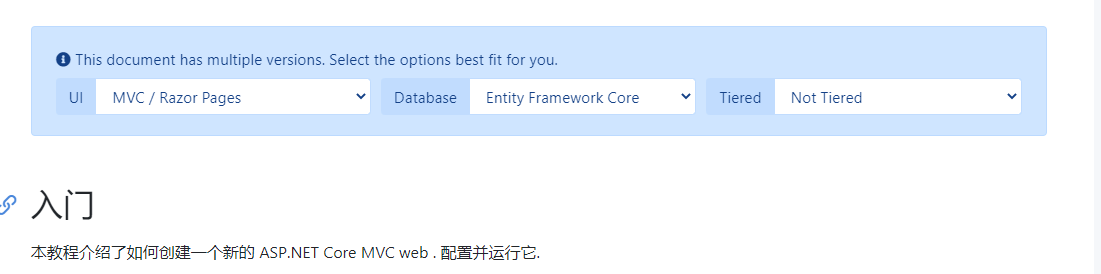 This document has multiple versions. Select the options best fit for you.
UI MVC / Razor Pages Database Entity Framework Core Tiered Not Tiered
入门
本教程介绍了如何创建一个新的 ASP.NET Core MVC web . 配置并运行它.